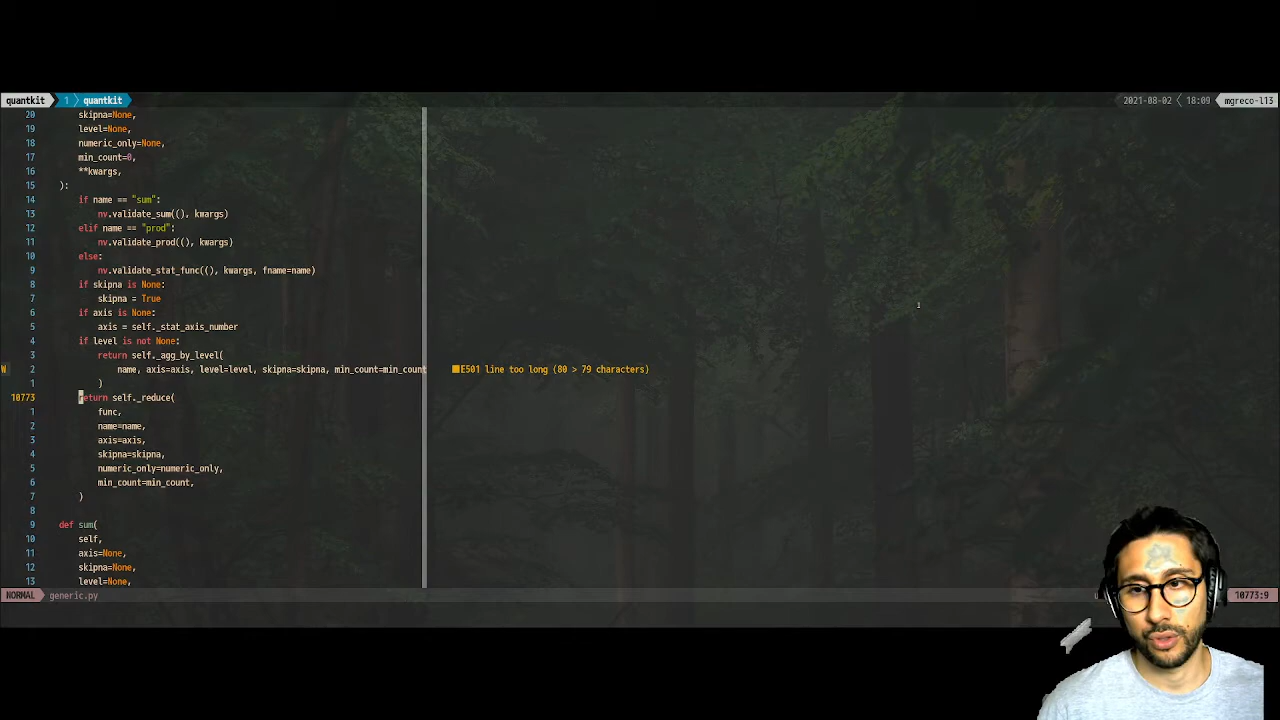 quantkit 1 quantkit 2021-08-02 18:09 mgreco-l13
20 skipna=None,
19 level=None,
18 numeric_only=None,
17 min_count=0,
16 **kwargs,
15 ):
14 if name == "sum":
13 nv.validate_sum((), kwargs)
12 elif name == "prod":
11 nv.validate_prod((), kwargs)
10 else:
9 nv.validate_stat_func((), kwargs, fname=name)
8 if skipna is None:
7 skipna = True
6 if axis is None:
5 axis = self._stat_axis_number
4 if level is not None:
3 return self._agg_by_level(
W 2 name, axis=axis, level=level, skipna=skipna, min_count=min_count E501 line too long (80 > 79 characters)
1 )
10773 return self._reduce(
1 func,
2 name=name,
3 axis=axis,
4 skipna=skipna,
5 numeric_only=numeric_only,
6 min_count=min_count,
7 )
8
9 def sum(
10 self,
11 axis=None,
12 skipna=None,
13 level=None,
NORMAL generic.py 10773:9